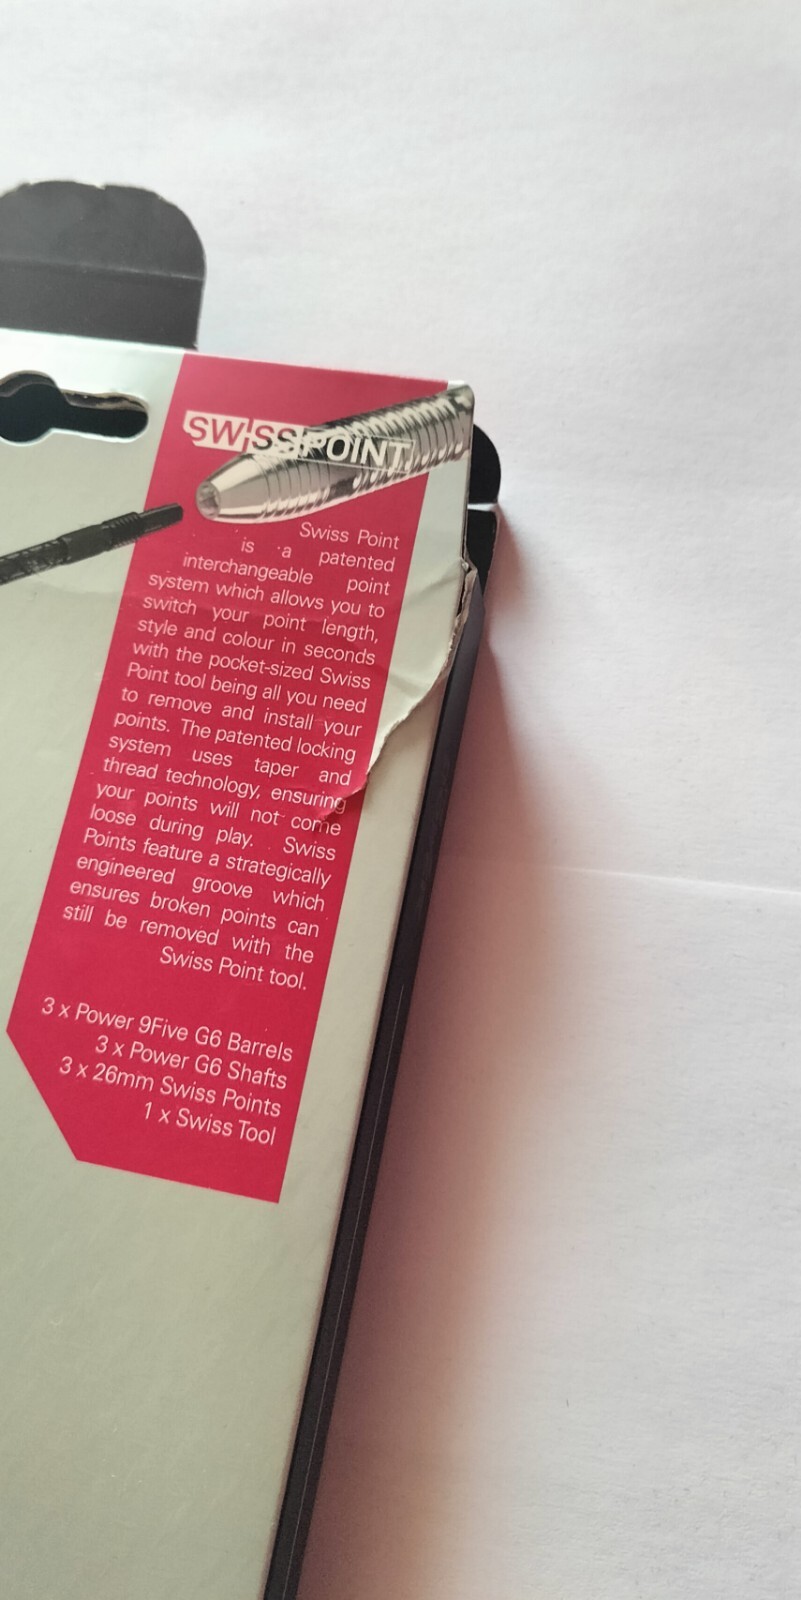 SWISSPOINT
Swiss Point
is a patented
interchangeable point
system which allows you to
switch your point length,
style and colour in seconds
with the pocket-sized Swiss
Point tool being all you need
to remove and install your
points. The patented locking
system uses taper and
thread technology, ensuring
your points will not come
loose during play. Swiss
Points feature a strategically
engineered groove which
ensures broken points can
still be removed with the
Swiss Point tool.
3 x Power 9Five G6 Barrels
3 x Power G6 Shafts
3 x 26mm Swiss Points
1 x Swiss Tool